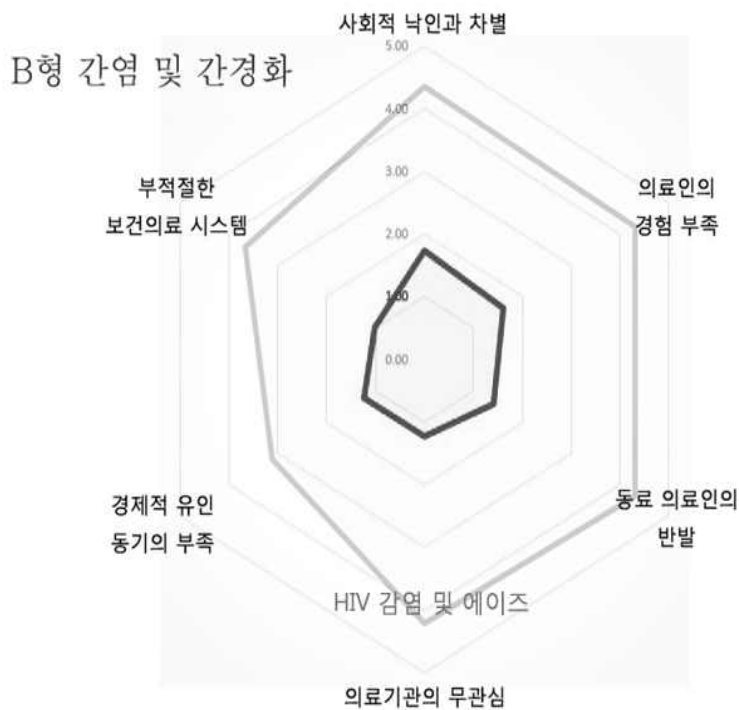 사회적 낙인과 차별
5.00
B형 간염 및 간경화
4.00
3.00
부적절한
보건의료 시스템
의료인의
경험 부족
2.00
1.00
0.00
경제적 유인
동기의 부족
동료 의료인의
반발
HIV 감염 및 에이즈
의료기관의 무관심